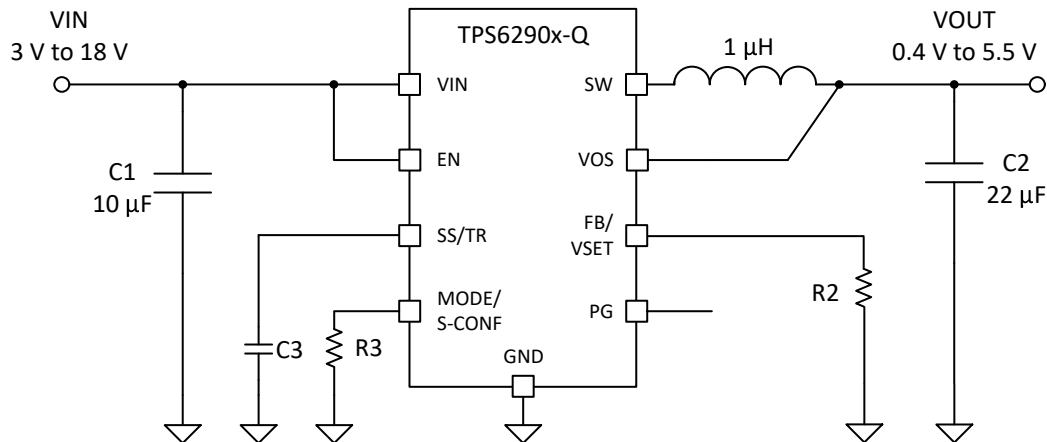 VIN
3 V to 18 V
TPS6290x-Q
1 µH
VOUT
0.4 V to 5.5 V
VIN
SW
EN
VOS
C1
10 µF
C2
22 µF
SS/TR
FB/
VSET
MODE/
S-CONF
PG
R2
C3
R3
GND